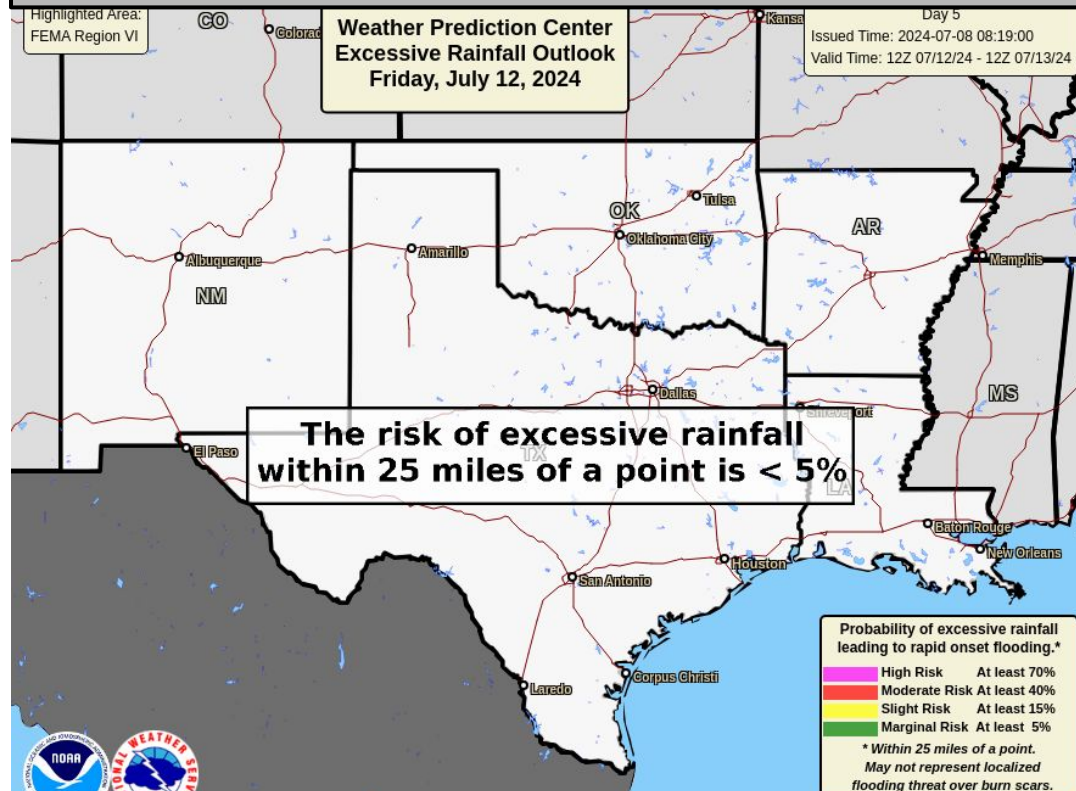 Highlighted Area:
FEMA Region VI
Weather Prediction Center
Excessive Rainfall Outlook
Friday, July 12, 2024
Day 5
Issued Time: 2024-07-08 08:19:00
Valid Time: 12Z 07/12/24 - 12Z 07/13/24
CO
Colorad
Kansa
Tulsa
OK
Oklahoma City
AR
Amarillo
Albuquerque
Memphis
NM
Dallas
MS
Shreveport
The risk of excessive rainfall
within 25 miles of a point is < 5%
El Paso
TX
LA
Baton Rouge
New Orleans
Houston
San Antonio
Corpus Christi
Laredo
Probability of excessive rainfall
leading to rapid onset flooding.*
High Risk At least 70%
Moderate Risk At least 40%
Slight Risk At least 15%
Marginal Risk At least 5%
* Within 25 miles of a point.
May not represent localized
flooding threat over burn scars.
NOAA
WEATHER SER